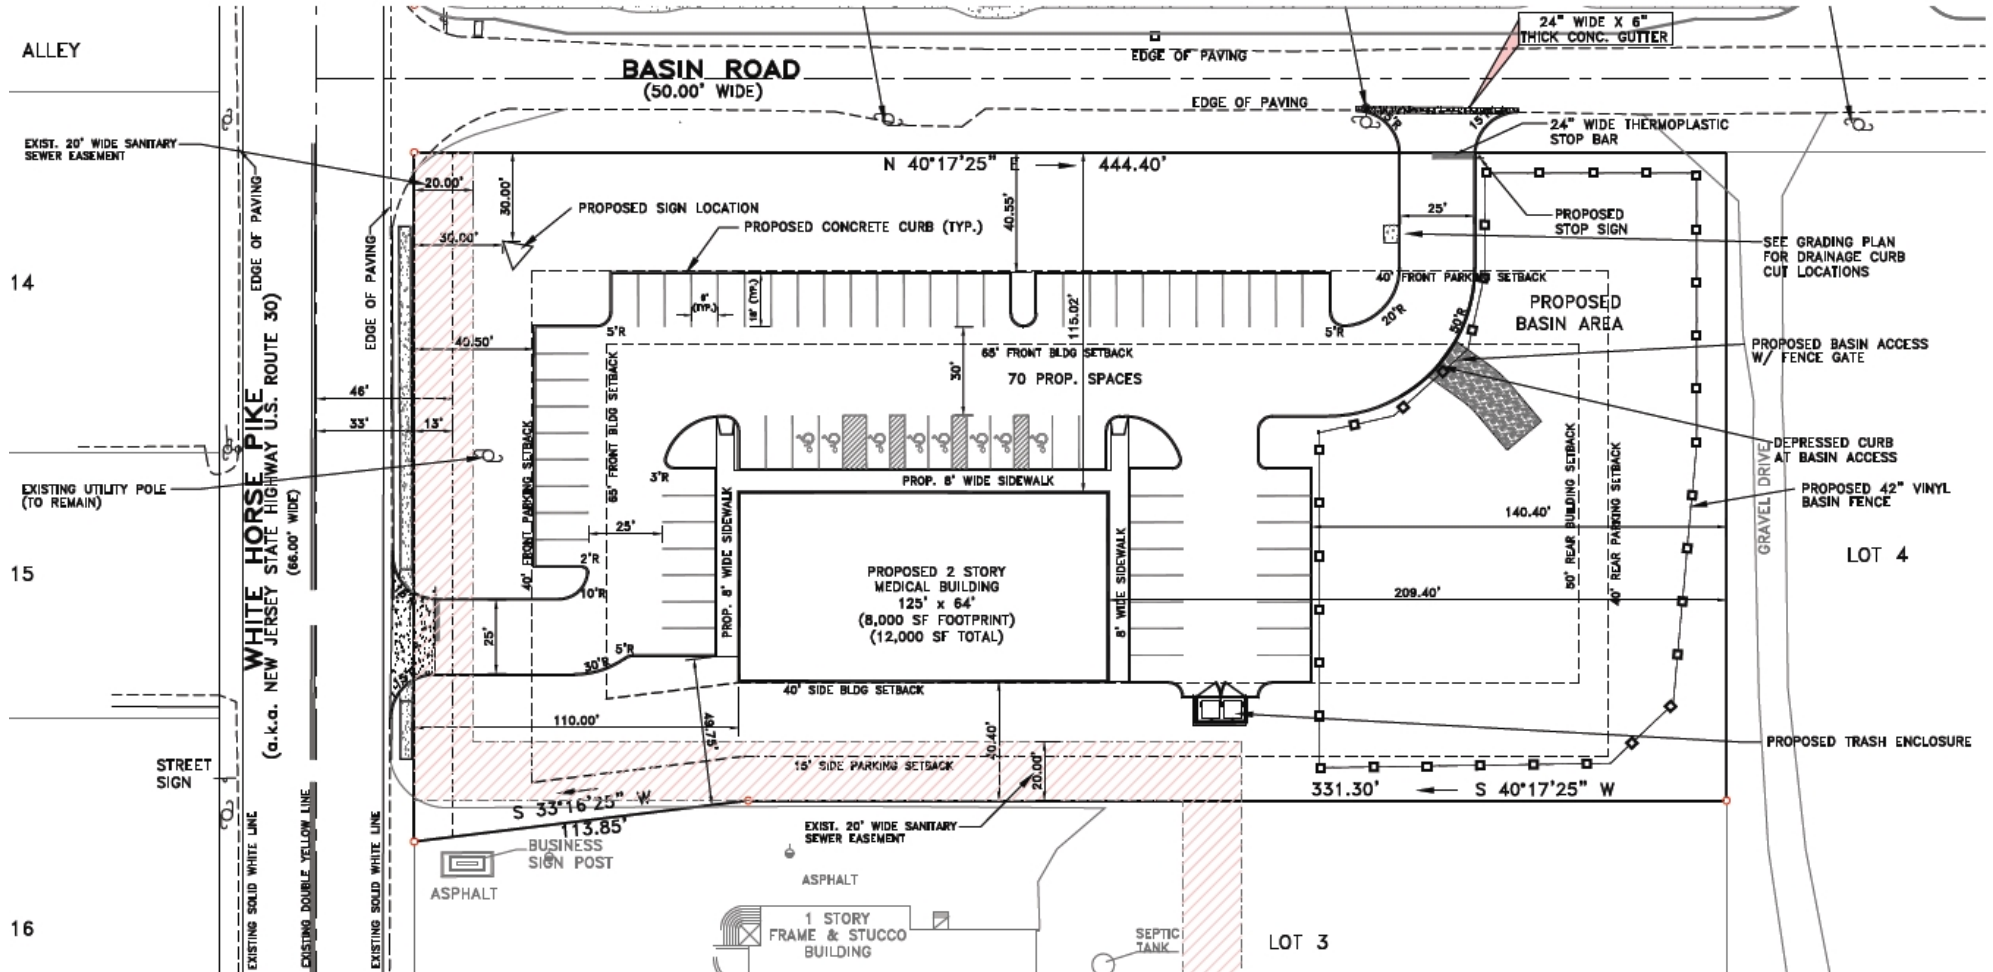 ALLEY
14
15
16
EXIST. 20' WIDE SANITARY
SEWER EASEMENT
EDGE OF PAVING
EDGE OF PAVING
WHITE HORSE PIKE
(a.k.a. NEW JERSEY STATE HIGHWAY U.S. ROUTE 30)
(66.00' WIDE)
EXISTING UTILITY POLE
(TO REMAIN)
STREET
SIGN
EXISTING SOLID WHITE LINE
EXISTING DOUBLE YELLOW LINE
EXISTING SOLID WHITE LINE
BASIN ROAD
(50.00' WIDE)
EDGE OF PAVING
EDGE OF PAVING
24" WIDE X 6"
THICK CONC. GUTTER
15'R
24" WIDE THERMOPLASTIC
STOP BAR
N 40°17'25" E
444.40'
20.00'
30.00'
30.00'
PROPOSED SIGN LOCATION
PROPOSED CONCRETE CURB (TYP.)
40.55'
115.02'
25'
PROPOSED
STOP SIGN
SEE GRADING PLAN
FOR DRAINAGE CURB
CUT LOCATIONS
40' FRONT PARKING SETBACK
PROPOSED
BASIN AREA
9'
(TYP.)
18' (TYP.)
5'R
5'R
20'R
50'R
40.50'
65' FRONT BLDG SETBACK
70 PROP. SPACES
30'
PROPOSED BASIN ACCESS
W/ FENCE GATE
46'
33'
13'
40' FRONT PARKING SETBACK
65' FRONT BLDG SETBACK
DEPRESSED CURB
AT BASIN ACCESS
PROPOSED 42" VINYL
BASIN FENCE
GRAVEL DRIVE
LOT 4
3'R
PROP. 8' WIDE SIDEWALK
PROP. 8' WIDE SIDEWALK
8' WIDE SIDEWALK
25'
2'R
10'R
25'
30'R
5'R
PROPOSED 2 STORY
MEDICAL BUILDING
125' x 64'
(8,000 SF FOOTPRINT)
(12,000 SF TOTAL)
140.40'
50' REAR BUILDING SETBACK
40' REAR PARKING SETBACK
209.40'
40' SIDE BLDG SETBACK
110.00'
49.75'
40.40'
20.00'
15' SIDE PARKING SETBACK
PROPOSED TRASH ENCLOSURE
331.30'
S 40°17'25" W
S 33°16'25" W
113.85'
EXIST. 20' WIDE SANITARY
SEWER EASEMENT
BUSINESS
SIGN POST
ASPHALT
ASPHALT
1 STORY
FRAME & STUCCO
BUILDING
SEPTIC
TANK
LOT 3